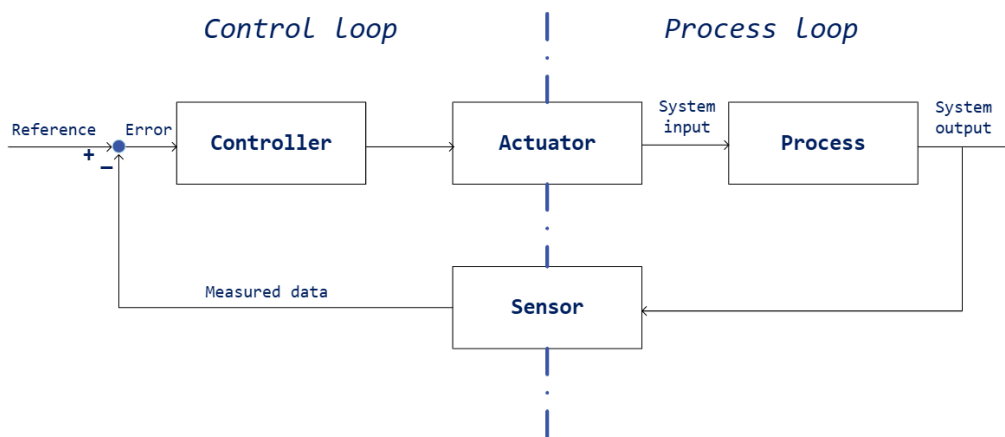 Control loop
Process loop
Reference
+
−
Error
Controller
Actuator
System
input
Process
System
output
Measured data
Sensor